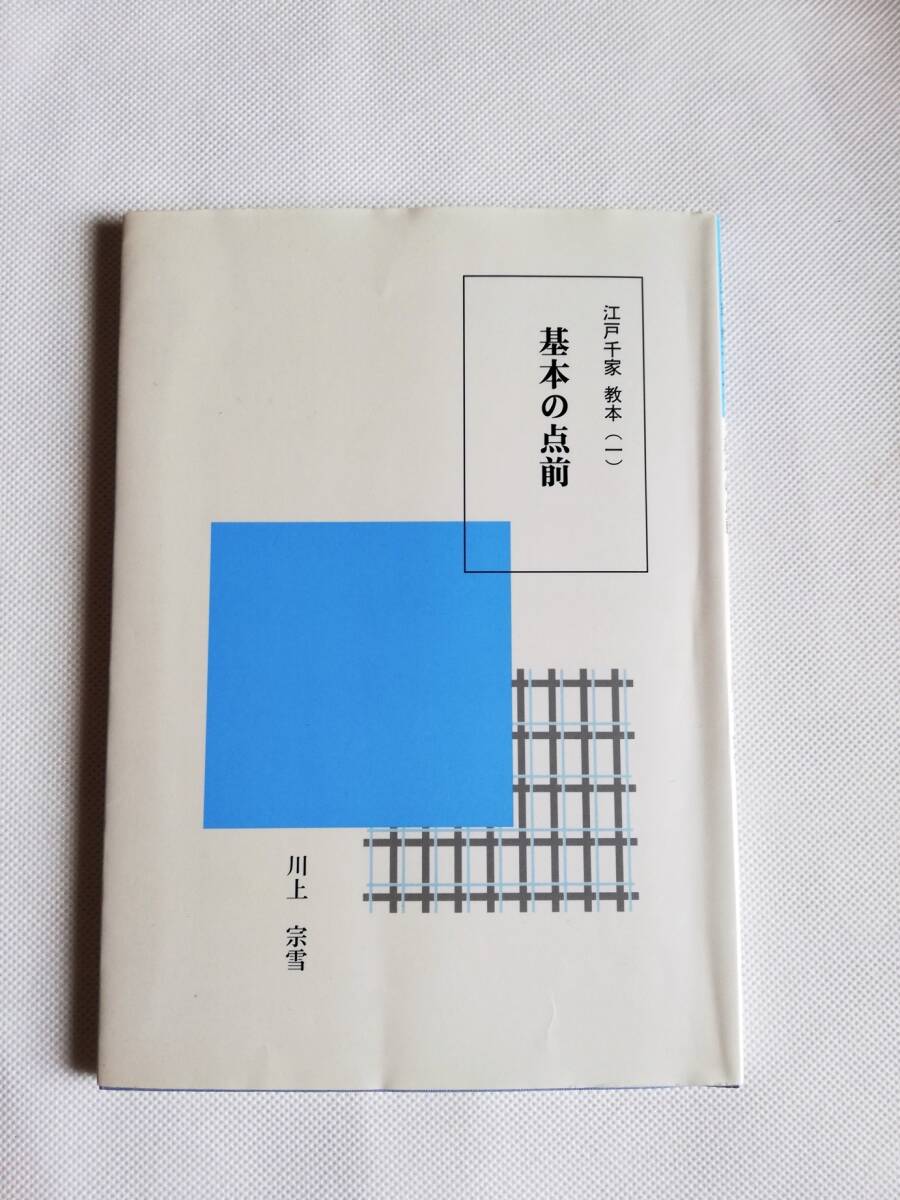 江戸千家 教本（一）
基本の点前
川上 宗雪